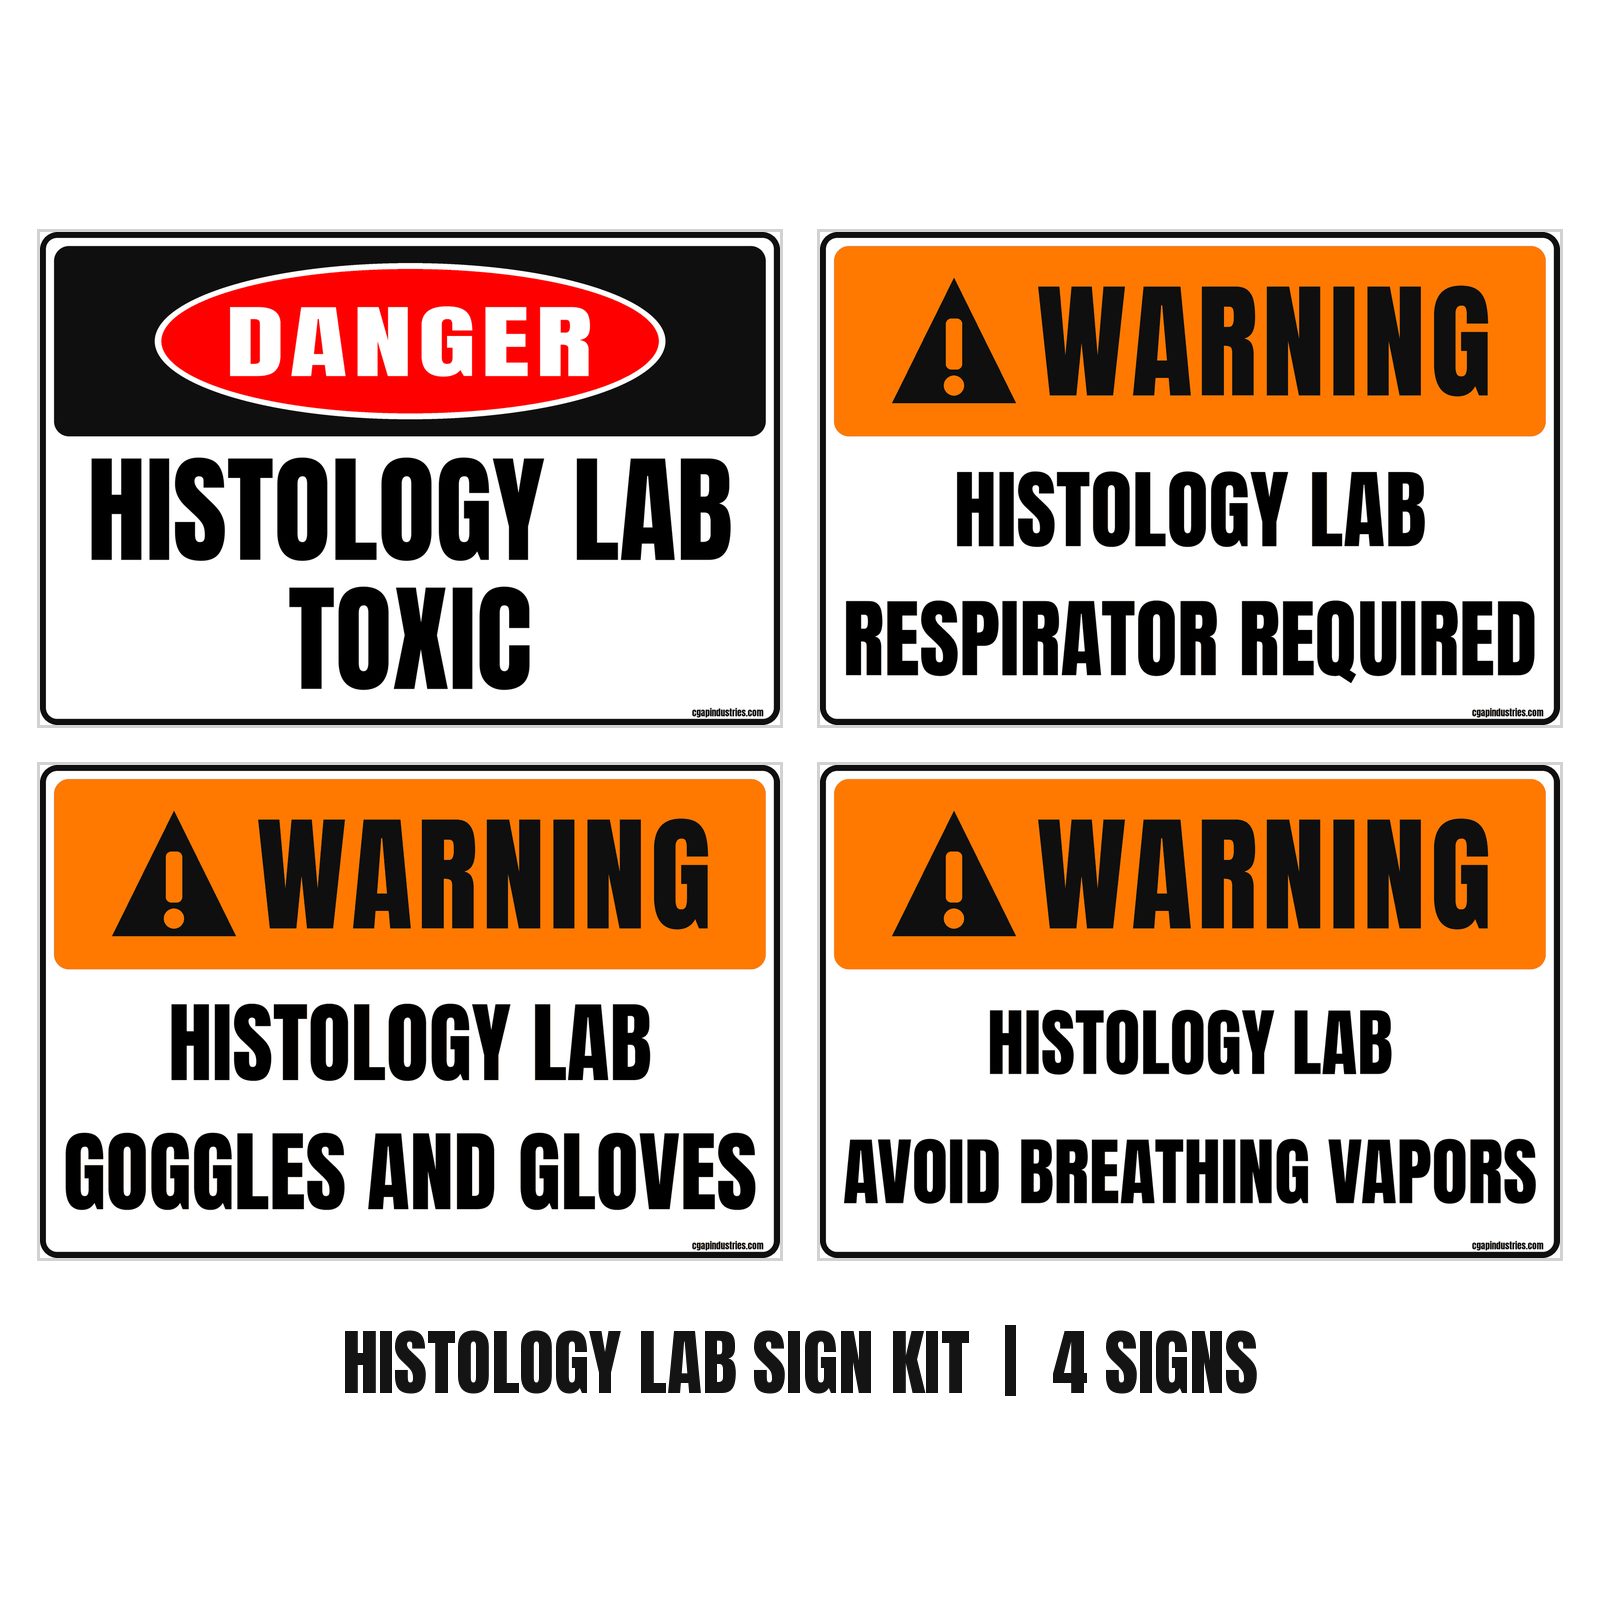 DANGER
HISTOLOGY LAB
TOXIC
cgapindustries.com
WARNING
HISTOLOGY LAB
RESPIRATOR REQUIRED
cgapindustries.com
WARNING
HISTOLOGY LAB
GOGGLES AND GLOVES
cgapindustries.com
WARNING
HISTOLOGY LAB
AVOID BREATHING VAPORS
cgapindustries.com
HISTOLOGY LAB SIGN KIT | 4 SIGNS